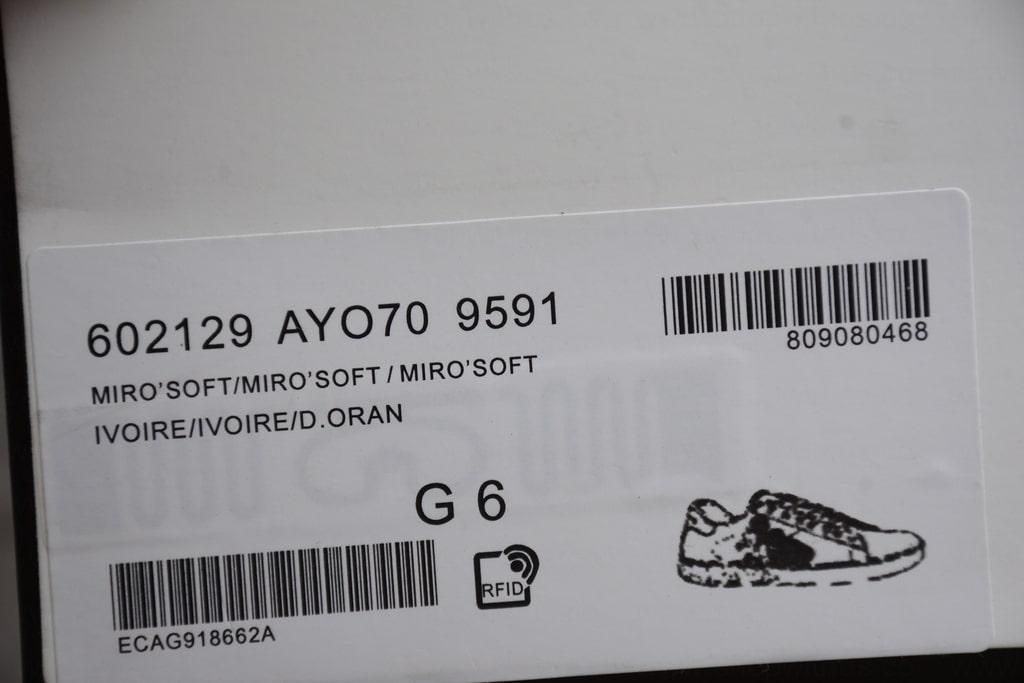 602129 AYO70 9591
809080468
MIRO'SOFT/MIRO'SOFT / MIRO'SOFT
IVOIRE/IVOIRE/D.ORAN
G 6
RFID
ECAG918662A